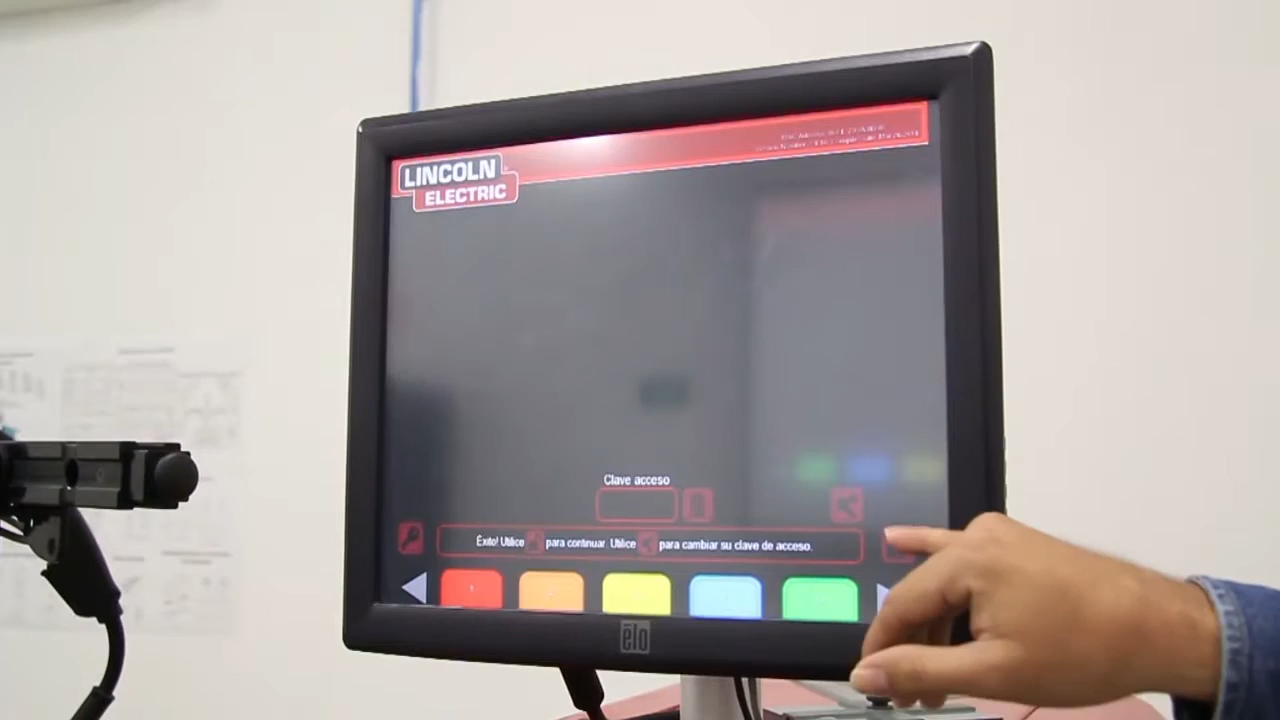 LINCOLN
ELECTRIC
Clave acceso
Éxito! Utilice para continuar. Utilice para cambiar su clave de acceso.
elo